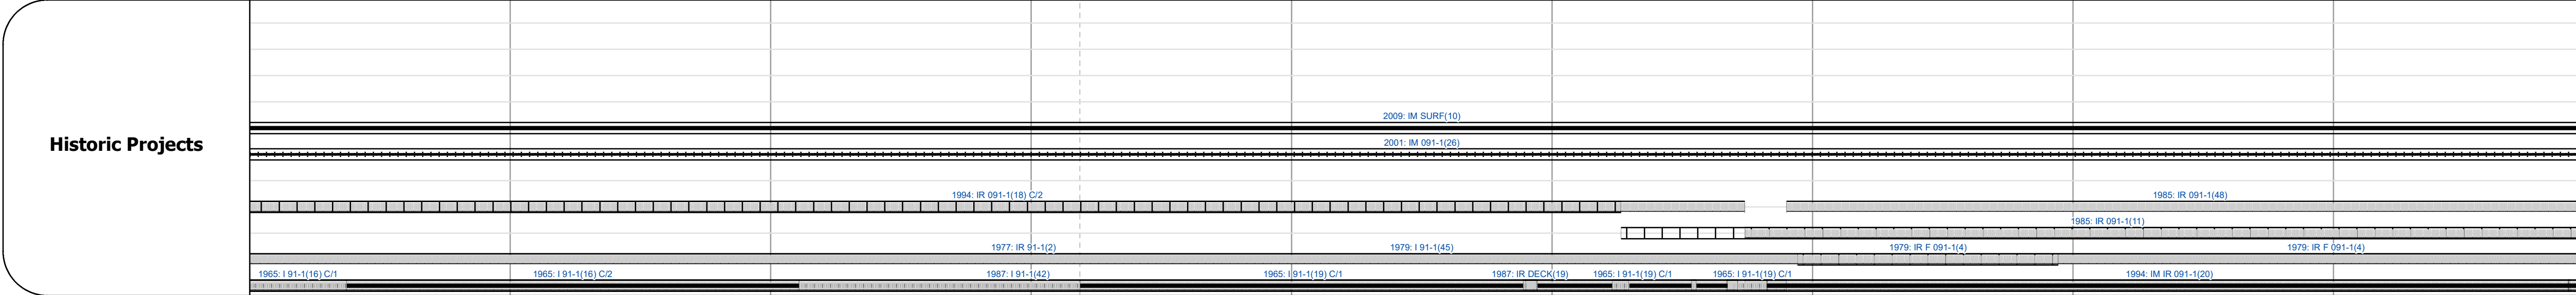 2009: IM SURF(10)
Historic Projects
2001: IM 091-1(26)
1994: IR 091-1(18) C/2 1985: IR 091-1(48)
1985: IR 091-1(11)
1977: IR 91-1(2) 1979: I 91-1(45) 1979: IR F 091-1(4) 1979: IR F 091-1(4)
1965: I 91-1(16) C/1 1965: I 91-1(16) C/2 1987: I 91-1(42) 1965: I 91-1(19) C/1 1987: IR DECK(19) 1965: I 91-1(19) C/1 1965: I 91-1(19) C/1 1994: IM IR 091-1(20)